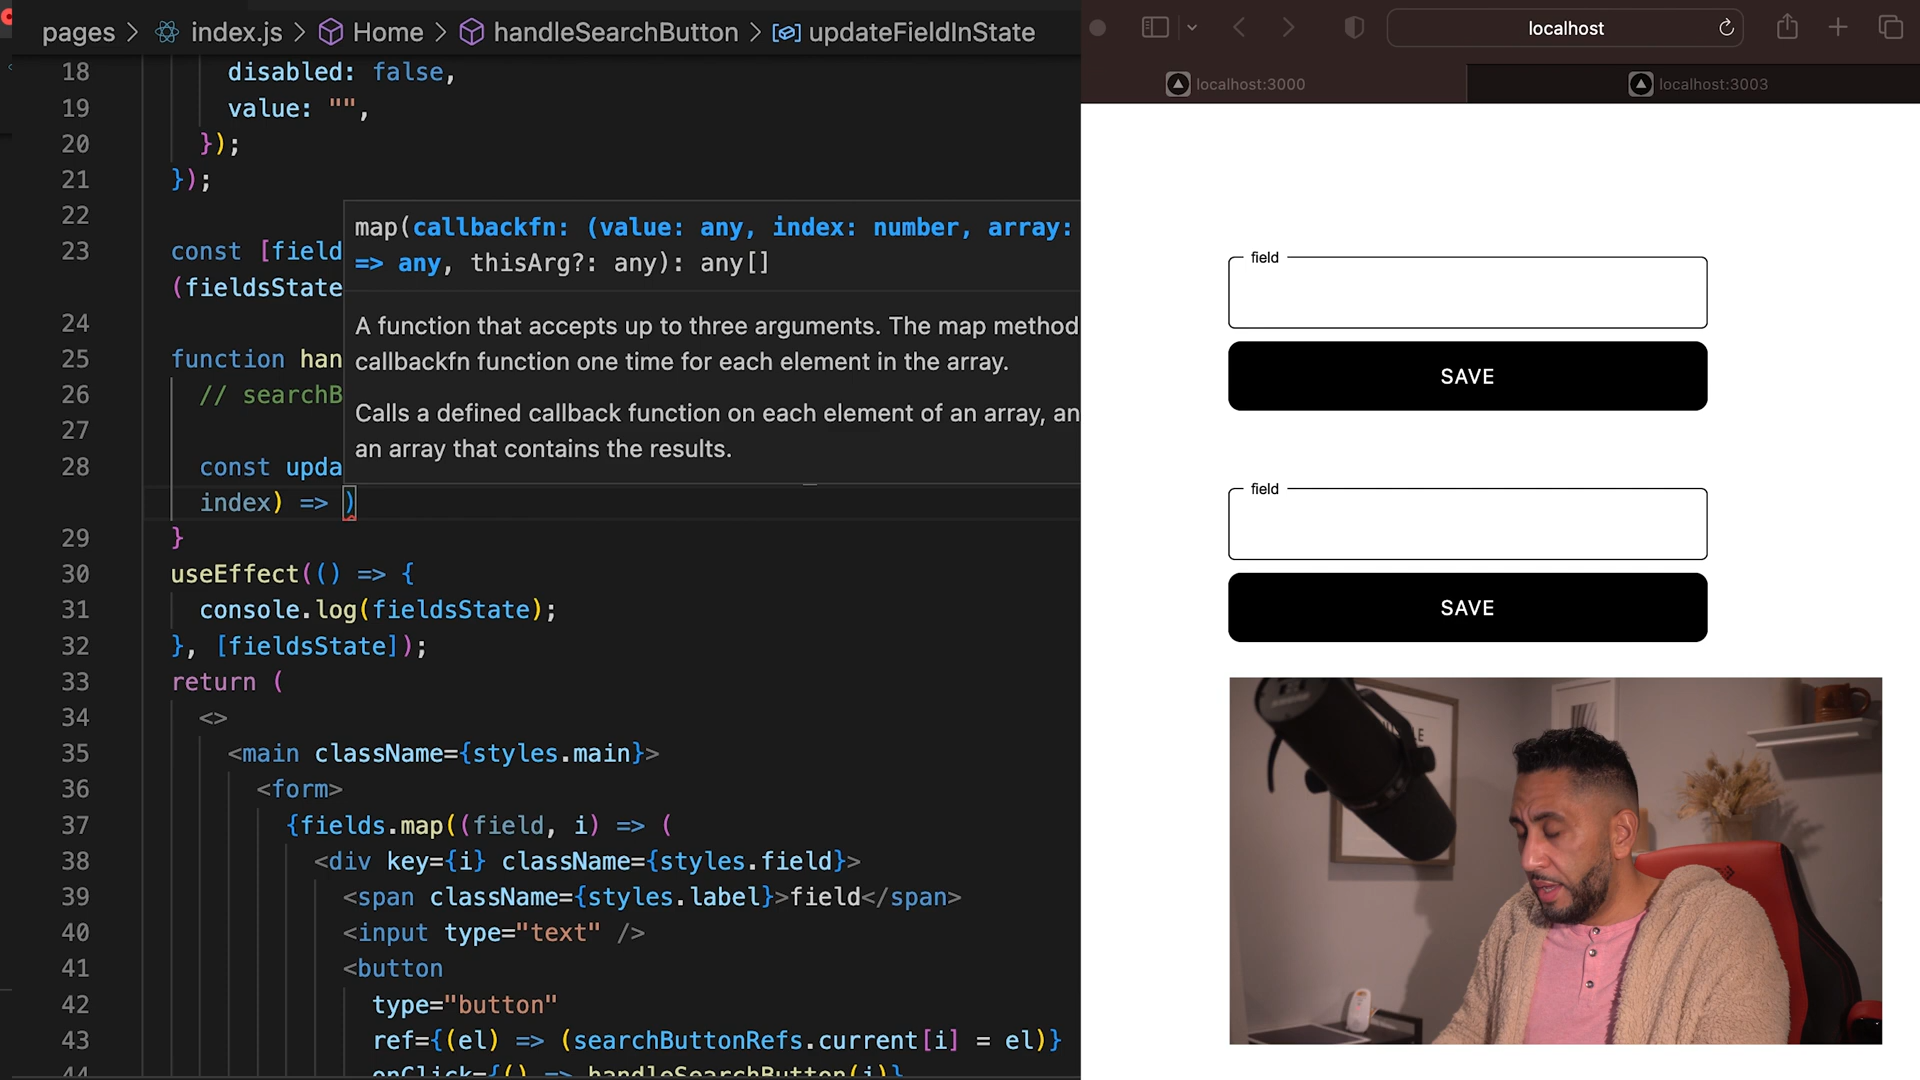 pages > index.js > Home > handleSearchButton > updateFieldInState
18 disabled: false,
19 value: "",
20 });
21 });
22
23 const [field
(fieldsState
24
25 function han
26 // searchB
27
28 const upda
index) => )
29 }
30 useEffect(() => {
31 console.log(fieldsState);
32 }, [fieldsState]);
33 return (
34 <>
35 <main className={styles.main}>
36 <form>
37 {fields.map((field, i) => (
38 <div key={i} className={styles.field}>
39 <span className={styles.label}>field</span>
40 <input type="text" />
41 <button
42 type="button"
43 ref={(el) => (searchButtonRefs.current[i] = el)}
44 onClick={() => handleSearchButton(i)}
map(callbackfn: (value: any, index: number, array:
=> any, thisArg?: any): any[]
A function that accepts up to three arguments. The map method
callbackfn function one time for each element in the array.
Calls a defined callback function on each element of an array, an
an array that contains the results.
localhost
localhost:3000
localhost:3003
field
SAVE
field
SAVE